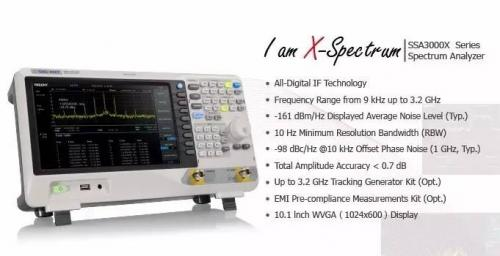 I am X-Spectrum
SSA3000X Series
Spectrum Analyzer
SIGLENT
All-Digital IF Technology
Frequency Range from 9 kHz up to 3.2 GHz
-161 dBm/Hz Displayed Average Noise Level (Typ.)
10 Hz Minimum Resolution Bandwidth (RBW)
-98 dBc/Hz @10 kHz Offset Phase Noise (1 GHz, Typ.)
Total Amplitude Accuracy < 0.7 dB
Up to 3.2 GHz Tracking Generator Kit (Opt.)
EMI Pre-compliance Measurements Kit (Opt.)
10.1 lnch WVGA ( 1024x600 ) Display